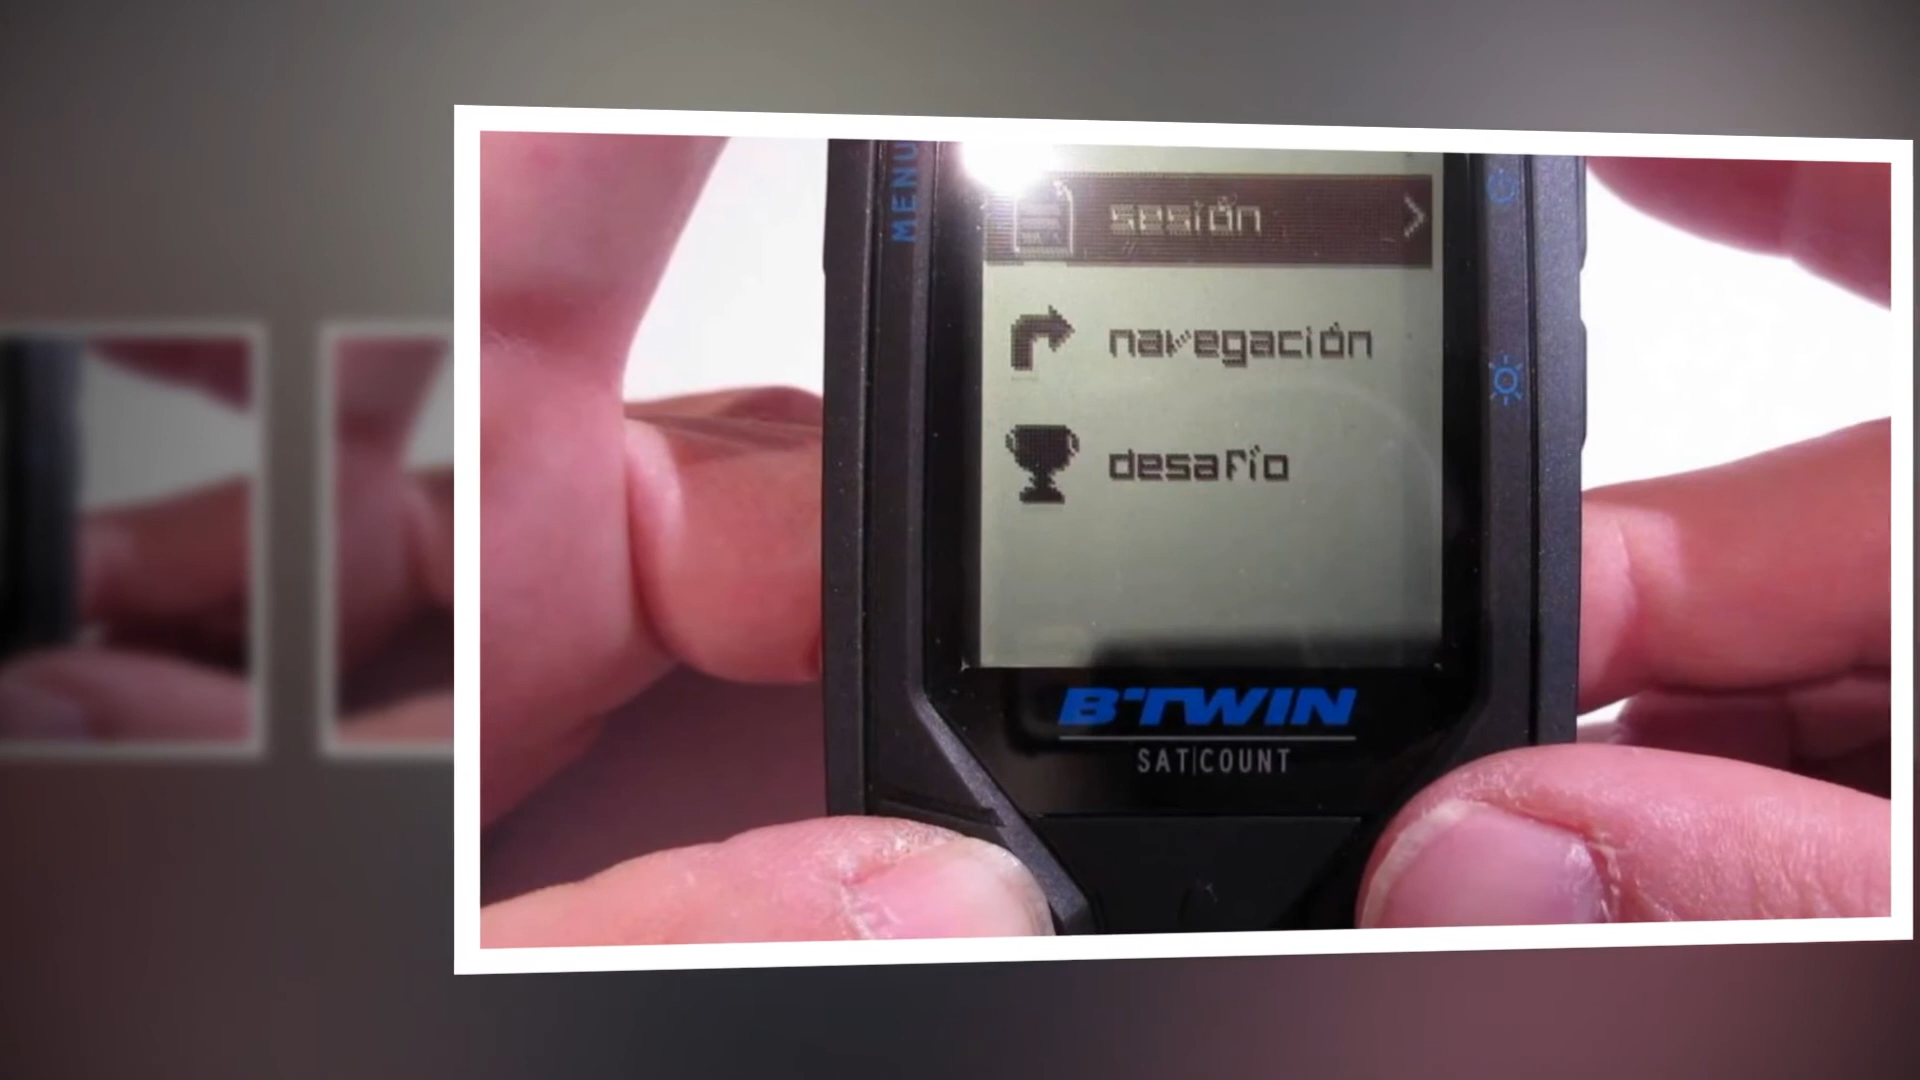 MENU
sesión
navegación
desafío
B'TWIN
SAT|COUNT